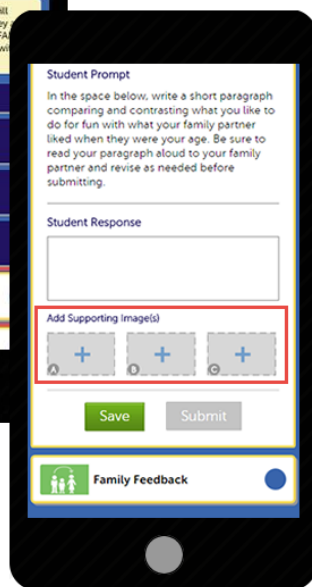 Student Prompt
In the space below, write a short paragraph
comparing and contrasting what you like to
do for fun with what your family partner
liked when they were your age. Be sure to
read your paragraph aloud to your family
partner and revise as needed before
submitting.
Student Response
Add Supporting Image(s)
A B C
Save Submit
Family Feedback